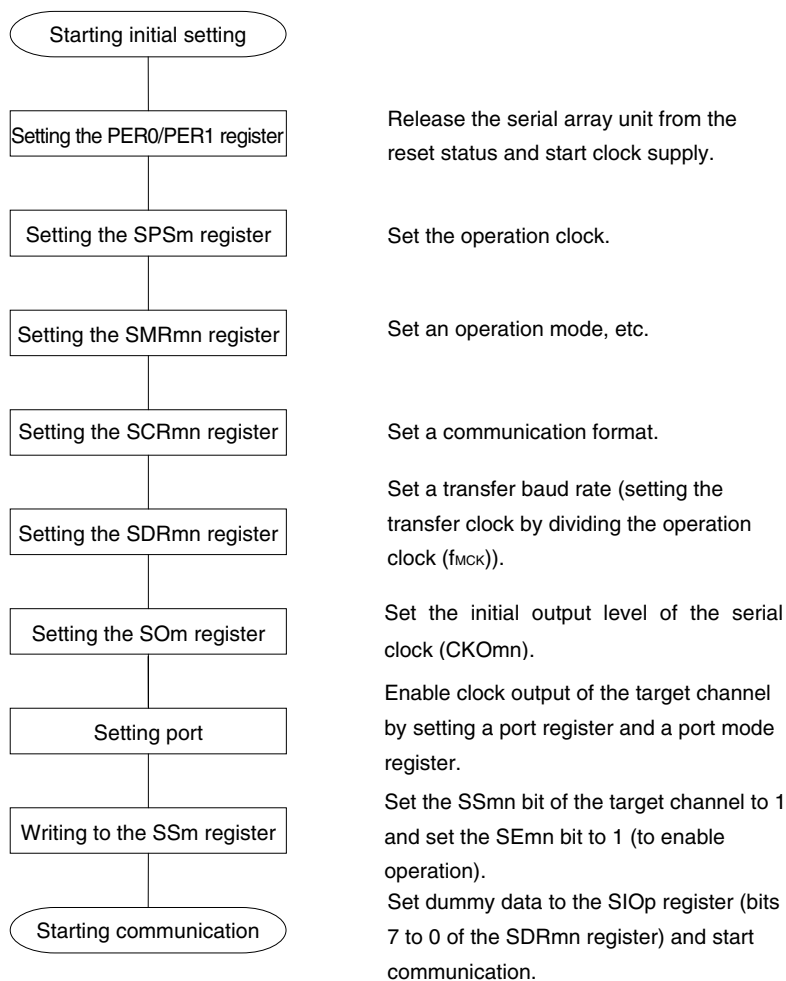 Starting initial setting
Setting the PER0/PER1 register
Release the serial array unit from the
reset status and start clock supply.
Setting the SPSm register
Set the operation clock.
Setting the SMRmn register
Set an operation mode, etc.
Setting the SCRmn register
Set a communication format.
Setting the SDRmn register
Set a transfer baud rate (setting the
transfer clock by dividing the operation
clock (fMCK)).
Setting the SOm register
Set the initial output level of the serial
clock (CKOmn).
Setting port
Enable clock output of the target channel
by setting a port register and a port mode
register.
Writing to the SSm register
Set the SSmn bit of the target channel to 1
and set the SEmn bit to 1 (to enable
operation).
Starting communication
Set dummy data to the SIOp register (bits
7 to 0 of the SDRmn register) and start
communication.